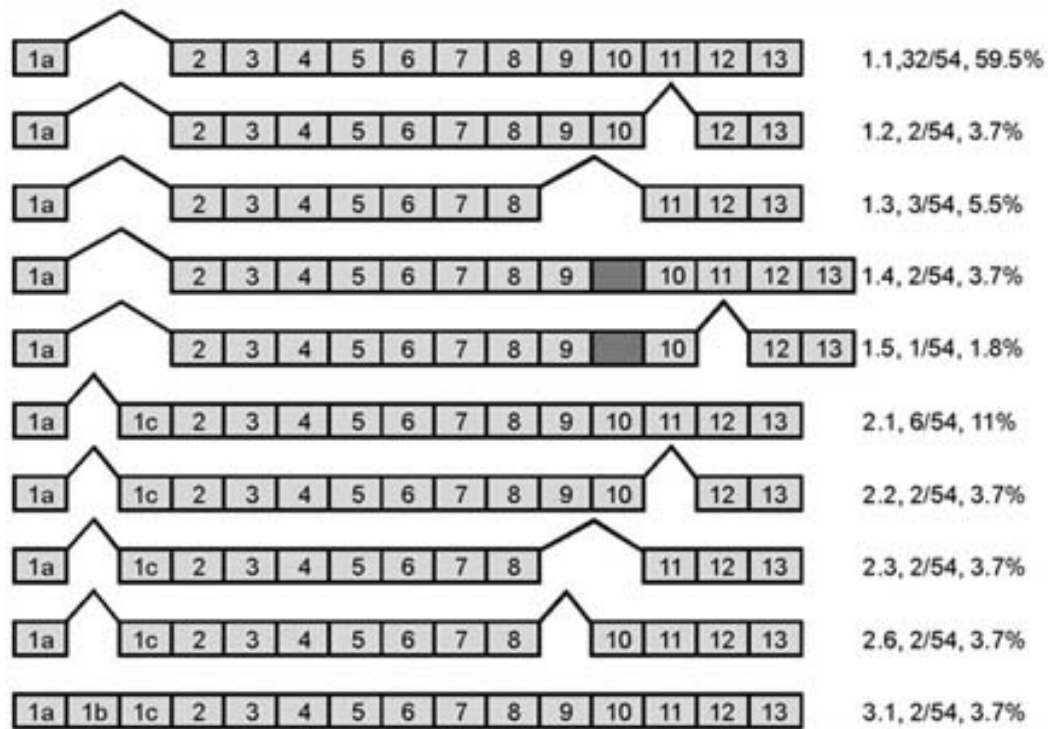 1a 2 3 4 5 6 7 8 9 10 11 12 13 1.1,32/54, 59.5%
1a 2 3 4 5 6 7 8 9 10 12 13 1.2, 2/54, 3.7%
1a 2 3 4 5 6 7 8 11 12 13 1.3, 3/54, 5.5%
1a 2 3 4 5 6 7 8 9 10 11 12 13 1.4, 2/54, 3.7%
1a 2 3 4 5 6 7 8 9 10 12 13 1.5, 1/54, 1.8%
1a 1c 2 3 4 5 6 7 8 9 10 11 12 13 2.1, 6/54, 11%
1a 1c 2 3 4 5 6 7 8 9 10 12 13 2.2, 2/54, 3.7%
1a 1c 2 3 4 5 6 7 8 11 12 13 2.3, 2/54, 3.7%
1a 1c 2 3 4 5 6 7 8 10 11 12 13 2.6, 2/54, 3.7%
1a 1b 1c 2 3 4 5 6 7 8 9 10 11 12 13 3.1, 2/54, 3.7%